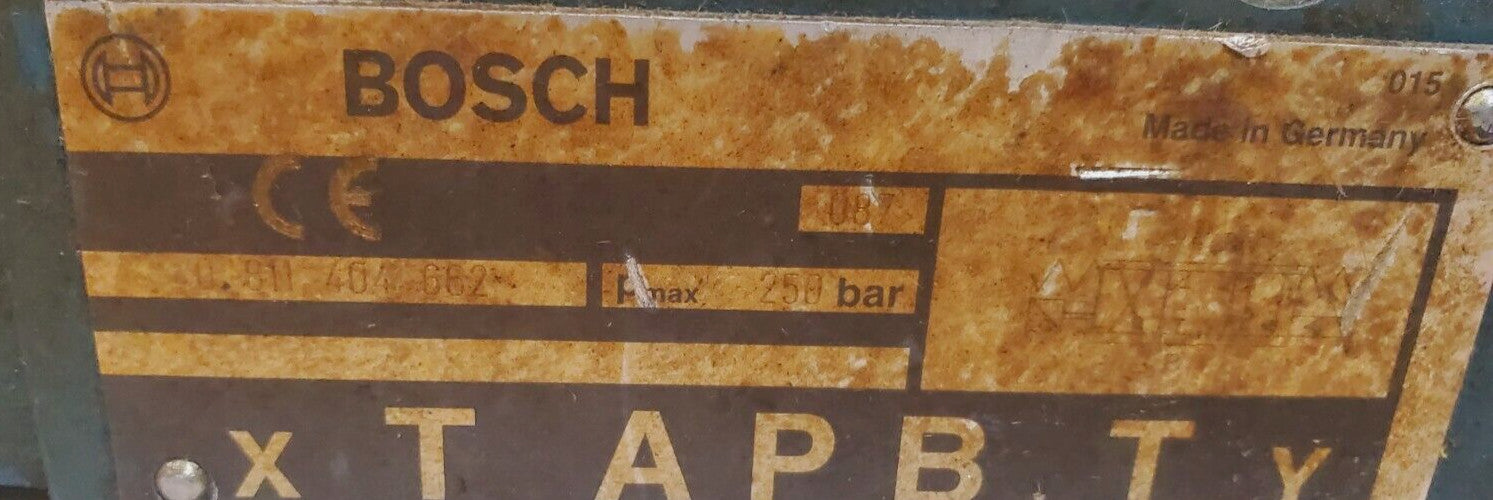 BOSCH
015
Made in Germany
CE
087
0 811 404 662
pmax 250 bar
x T A P B T Y